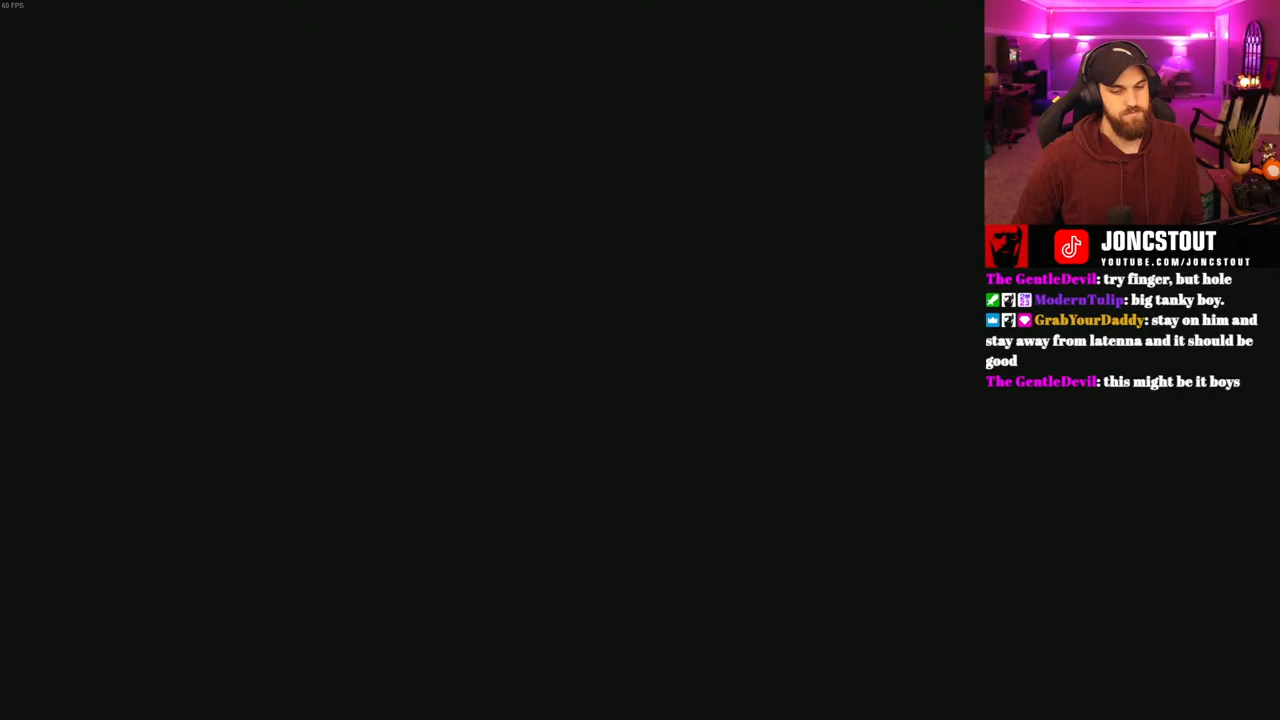 60 FPS
JONCSTOUT
YOUTUBE.COM/JONCSTOUT
The GentleDevil: try finger, but hole
ModernTulip: big tanky boy.
GrabYourDaddy: stay on him and
stay away from latenna and it should be
good
The GentleDevil: this might be it boys